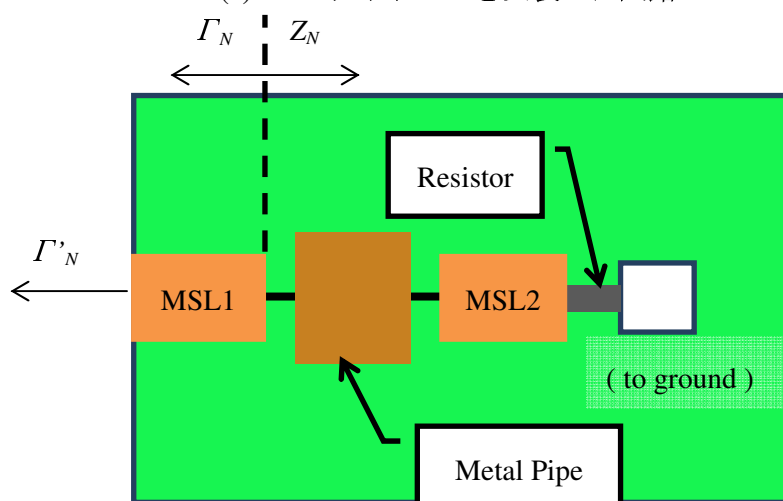 Γ_N Z_N
Resistor
Γ'_N
MSL1
MSL2
( to ground )
Metal Pipe